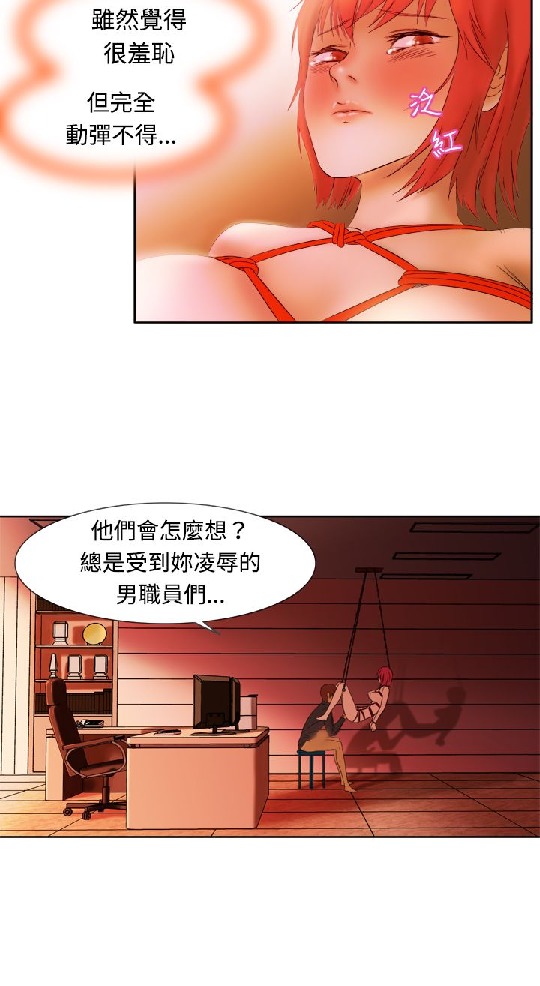 雖然覺得
很羞恥
但完全
動彈不得...
泛
紅
他們會怎麼想？
總是受到妳凌辱的
男職員們...